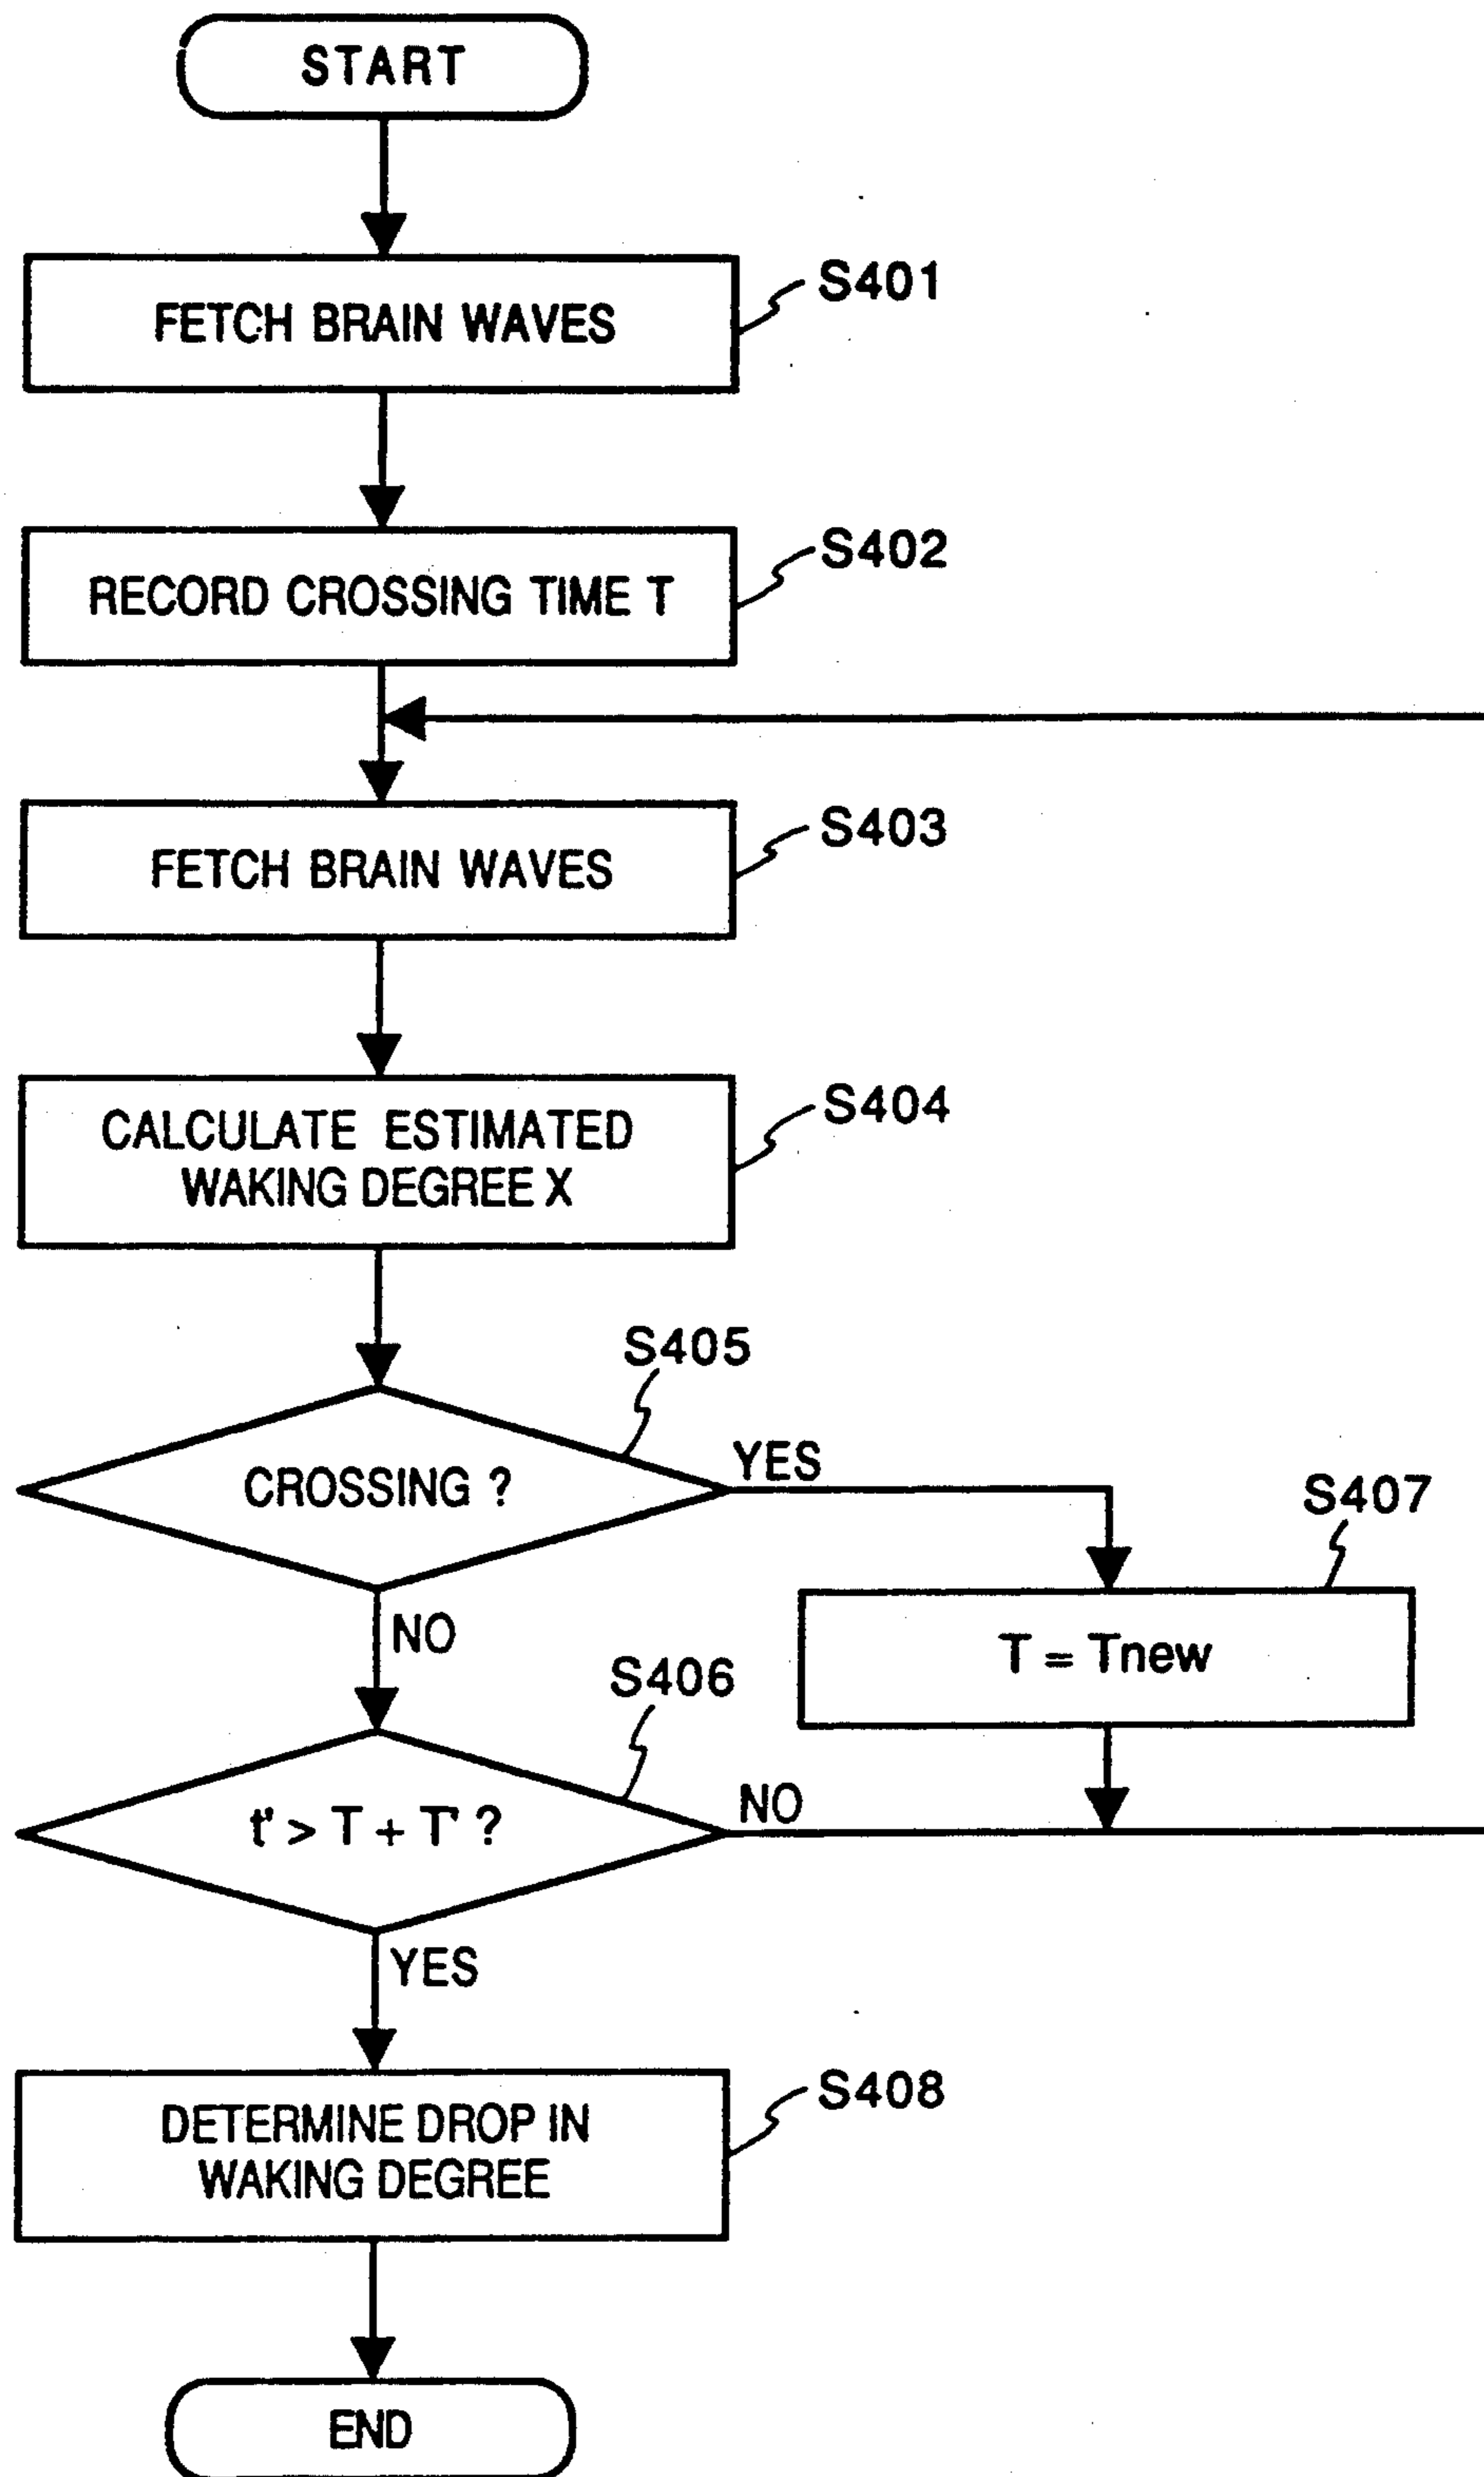 START
FETCH BRAIN WAVES
S401
RECORD CROSSING TIME T
S402
FETCH BRAIN WAVES
S403
CALCULATE ESTIMATED
WAKING DEGREE X
S404
S405
CROSSING ?
YES
NO
S407
T = Tnew
S406
t' > T + T' ?
NO
YES
DETERMINE DROP IN
WAKING DEGREE
S408
END